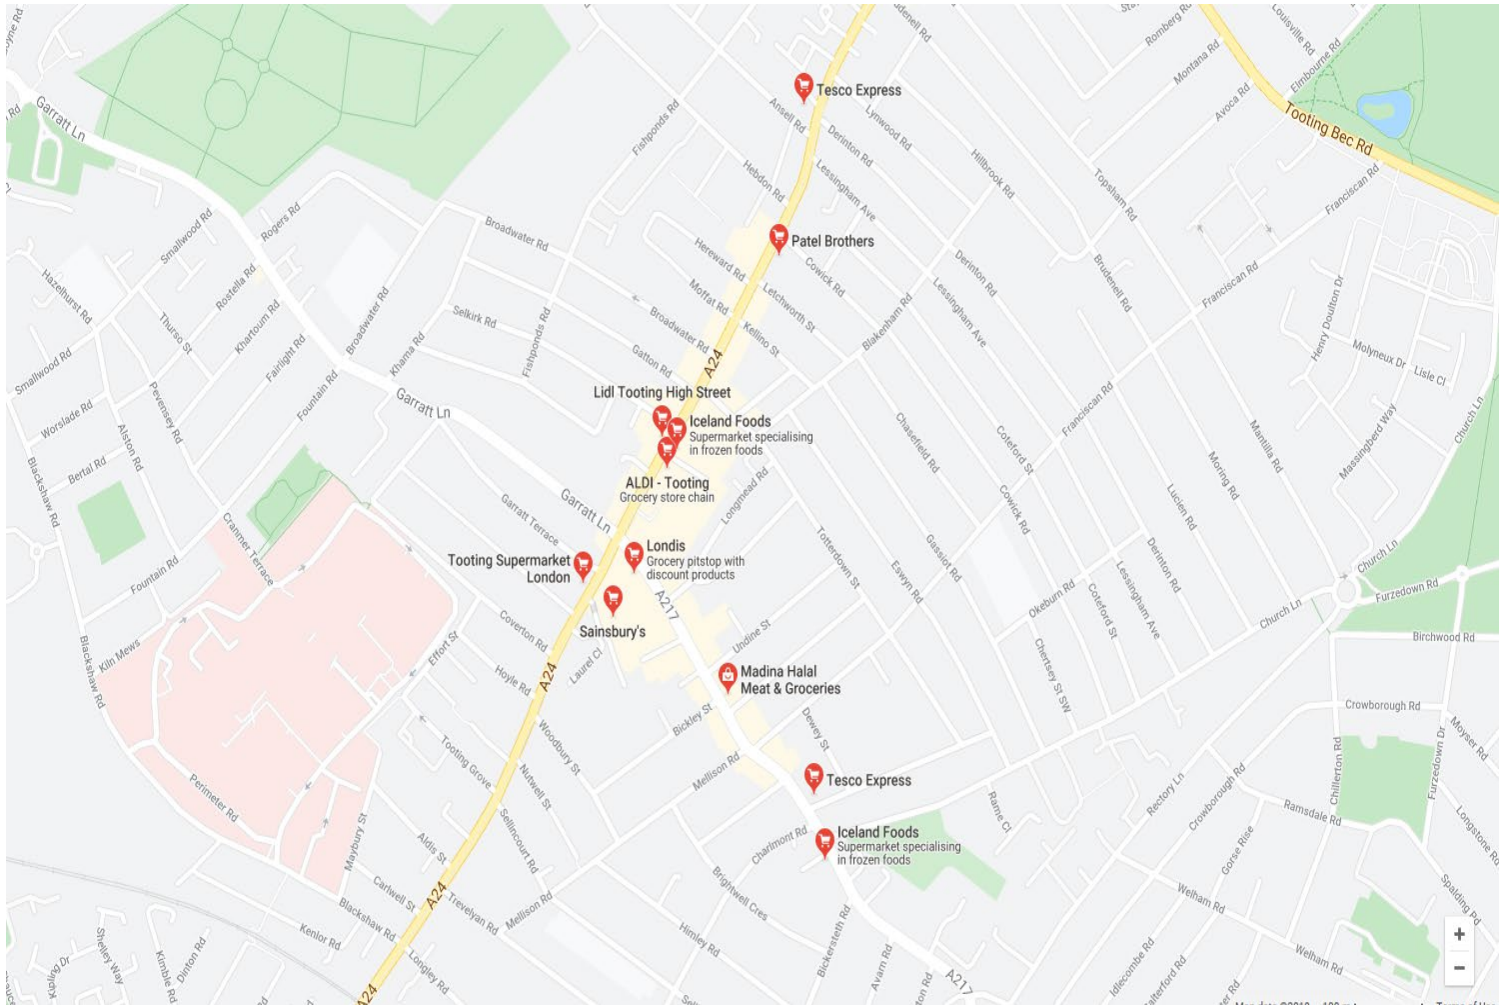 Tesco Express
Patel Brothers
Lidl Tooting High Street
Iceland Foods
Supermarket specialising
in frozen foods
ALDI - Tooting
Grocery store chain
Tooting Supermarket
London
Londis
Grocery pitstop with
discount products
Sainsbury's
Madina Halal
Meat & Groceries
Tesco Express
Iceland Foods
Supermarket specialising
in frozen foods
Garratt Ln
Garratt Ln
Garratt Ln
A24
A24
A24
A24
A217
A217
Tooting Bec Rd
Romberg Rd
Louisville Rd
Elmbourne Rd
Montana Rd
Avoca Rd
Topsham Rd
Hillbrook Rd
Lynwood Rd
Ansell Rd
Derinton Rd
Lessingham Ave
Hebdon Rd
Fishponds Rd
Franciscan Rd
Franciscan Rd
Franciscan Rd
Brudenell Rd
Derinton Rd
Lessingham Ave
Cowick Rd
Blakenham Rd
Letchworth St
Kellino St
Hereward Rd
Moffat Rd
Broadwater Rd
Broadwater Rd
Broadwater Rd
Gatton Rd
Selkirk Rd
Fishponds Rd
Khama Rd
Smallwood Rd
Rogers Rd
Rostella Rd
Khartoum Rd
Fairlight Rd
Fountain Rd
Hazelhurst Rd
Thurso St
Smallwood Rd
Pevensey Rd
Worslade Rd
Alston Rd
Bertal Rd
Blackshaw Rd
Fountain Rd
Cranmer Terrace
Garratt Terrace
Kiln Mews
Blackshaw Rd
Perimeter Rd
Maybury St
Effort St
Coverton Rd
Hoyle Rd
Laurel Cl
Woodbury St
Tooting Grove
Nutwell St
Sellincourt Rd
Aldis St
Carlwell St
Blackshaw Rd
Trevelyan Rd
Mellison Rd
Mellison Rd
Kenlor Rd
Longley Rd
Shelley Way
Kimble Rd
Dinton Rd
Himley Rd
Brightwell Cres
Charlmont Rd
Bickersteth Rd
Avarn Rd
Bickley St
Undine St
Dewey St
Longmead Rd
Totterdown St
Eswyn Rd
Gassiot Rd
Cowick Rd
Chasefield Rd
Coteford St
Mantilla Rd
Moring Rd
Lucien Rd
Derinton Rd
Lessingham Ave
Coteford St
Okeburn Rd
Chertsey St SW
Rame Cl
Rectory Ln
Crowborough Rd
Crowborough Rd
Gorse Rise
Ramsdale Rd
Chillerton Rd
Furzedown Dr
Moyser Rd
Longstone Rd
Spalding Rd
Welham Rd
Welham Rd
Idlecombe Rd
Church Ln
Church Ln
Church Ln
Furzedown Rd
Birchwood Rd
Henry Doulton Dr
Molyneux Dr
Lisle Cl
Massingberd Way
+
−